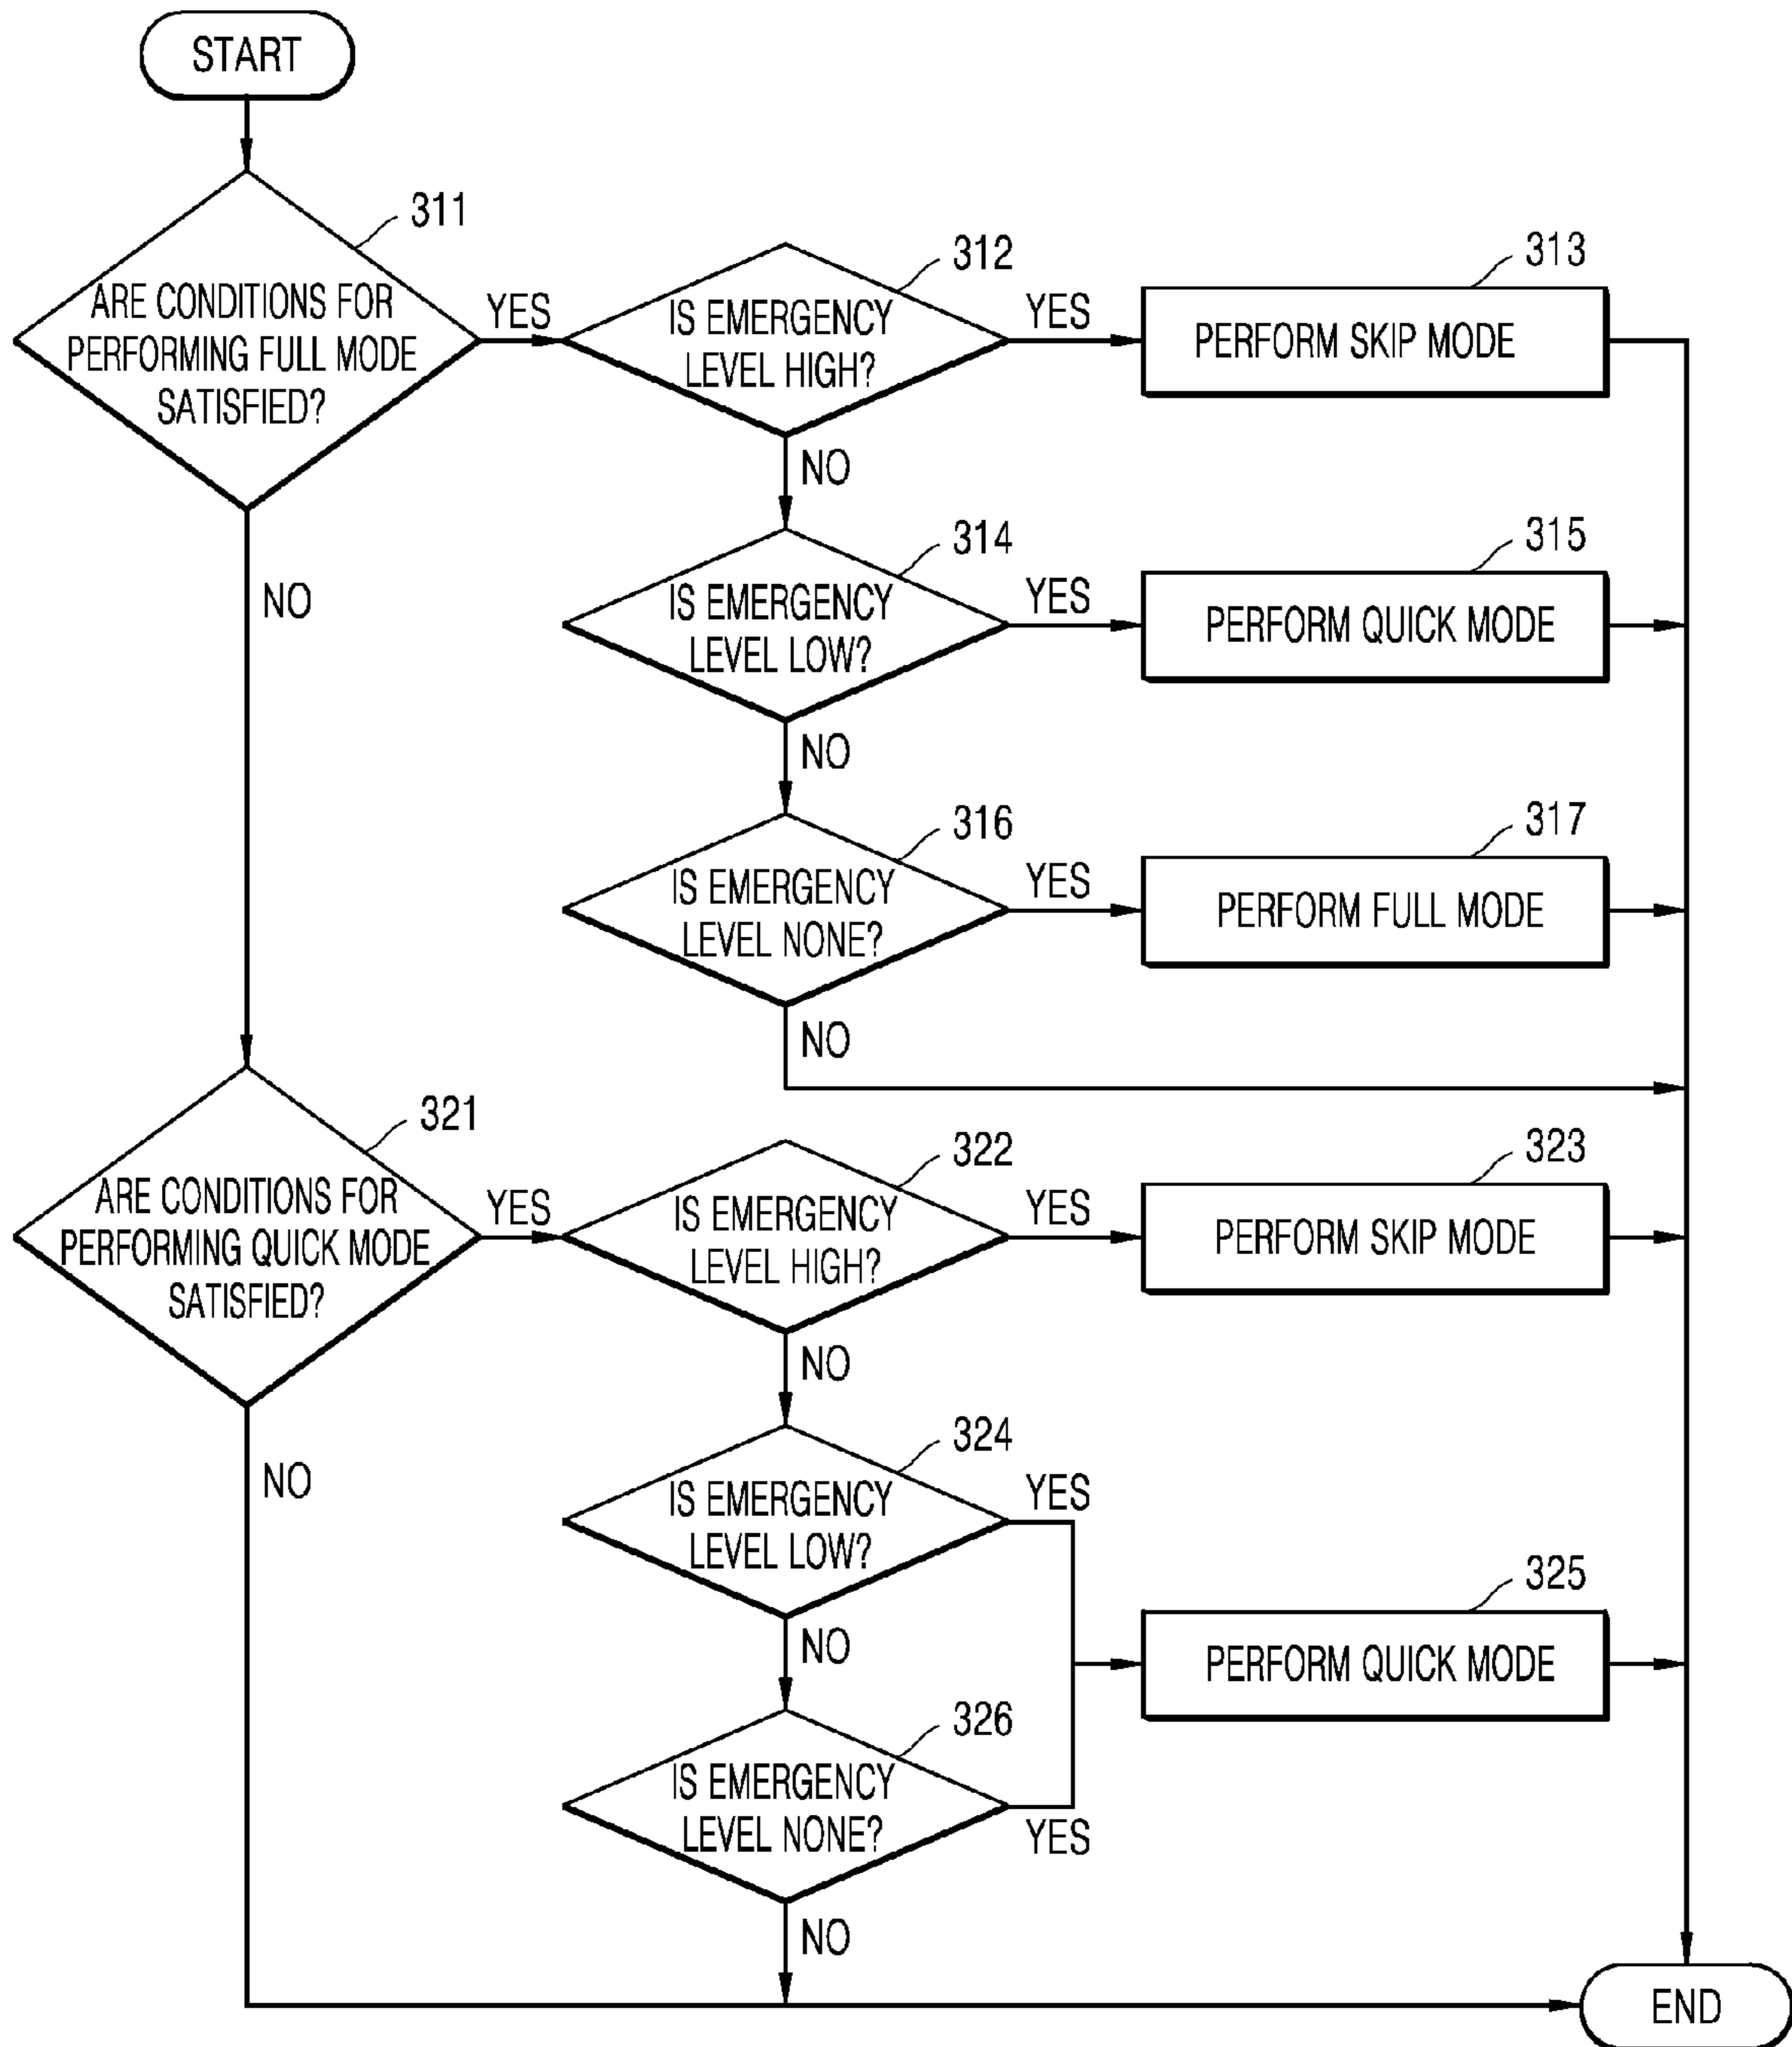 START
311
ARE CONDITIONS FOR
PERFORMING FULL MODE
SATISFIED?
YES
NO
312
IS EMERGENCY
LEVEL HIGH?
YES
NO
313
PERFORM SKIP MODE
314
IS EMERGENCY
LEVEL LOW?
YES
NO
315
PERFORM QUICK MODE
316
IS EMERGENCY
LEVEL NONE?
YES
NO
317
PERFORM FULL MODE
321
ARE CONDITIONS FOR
PERFORMING QUICK MODE
SATISFIED?
YES
NO
322
IS EMERGENCY
LEVEL HIGH?
YES
NO
323
PERFORM SKIP MODE
324
IS EMERGENCY
LEVEL LOW?
YES
NO
325
PERFORM QUICK MODE
326
IS EMERGENCY
LEVEL NONE?
YES
NO
END